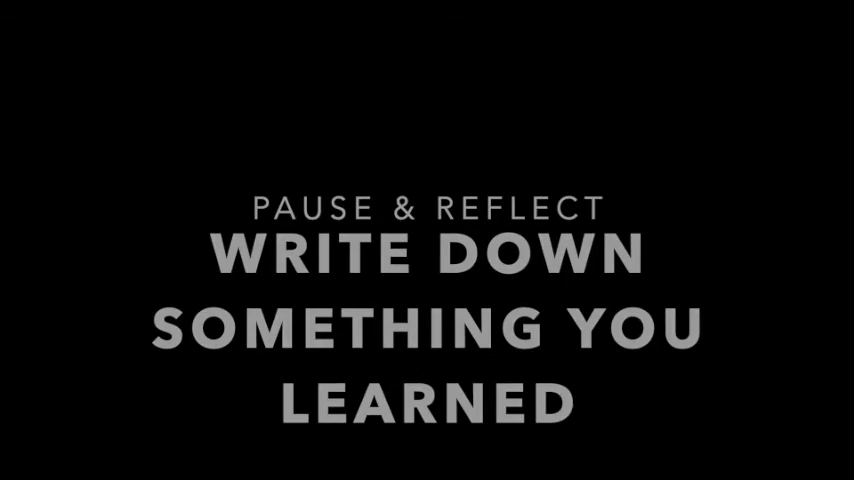 PAUSE & REFLECT
WRITE DOWN
SOMETHING YOU
LEARNED